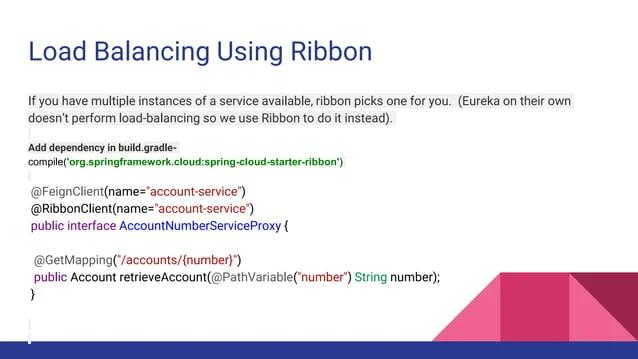 Load Balancing Using Ribbon
If you have multiple instances of a service available, ribbon picks one for you.  (Eureka on their own
doesn't perform load-balancing so we use Ribbon to do it instead).
Add dependency in build.gradle-
compile('org.springframework.cloud:spring-cloud-starter-ribbon')
@FeignClient(name="account-service")
@RibbonClient(name="account-service")
public interface AccountNumberServiceProxy {
@GetMapping("/accounts/{number}")
public Account retrieveAccount(@PathVariable("number") String number);
}